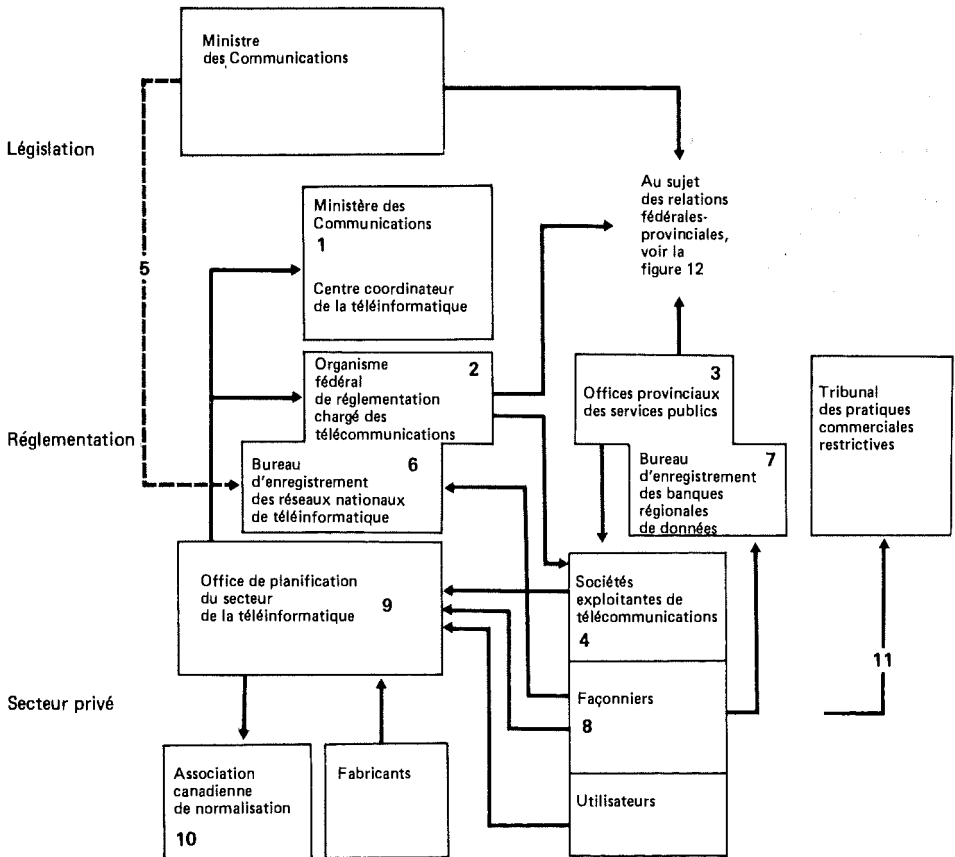 Ministre
des Communications
Législation
Au sujet
des relations
fédérales-
provinciales,
voir la
figure 12
Ministère des
Communications
1
Centre coordinateur
de la téléinformatique
5
Organisme
fédéral
de réglementation
chargé des
télécommunications
2
3
Offices provinciaux
des services publics
Tribunal
des pratiques
commerciales
restrictives
Réglementation
Bureau
d'enregistrement
des réseaux nationaux
de téléinformatique
6
Bureau
d'enregistrement
des banques
régionales
de données
7
Office de planification
du secteur
de la téléinformatique
9
Sociétés
exploitantes de
télécommunications
4
11
Secteur privé
Façonniers
8
Association
canadienne
de normalisation
10
Fabricants
Utilisateurs